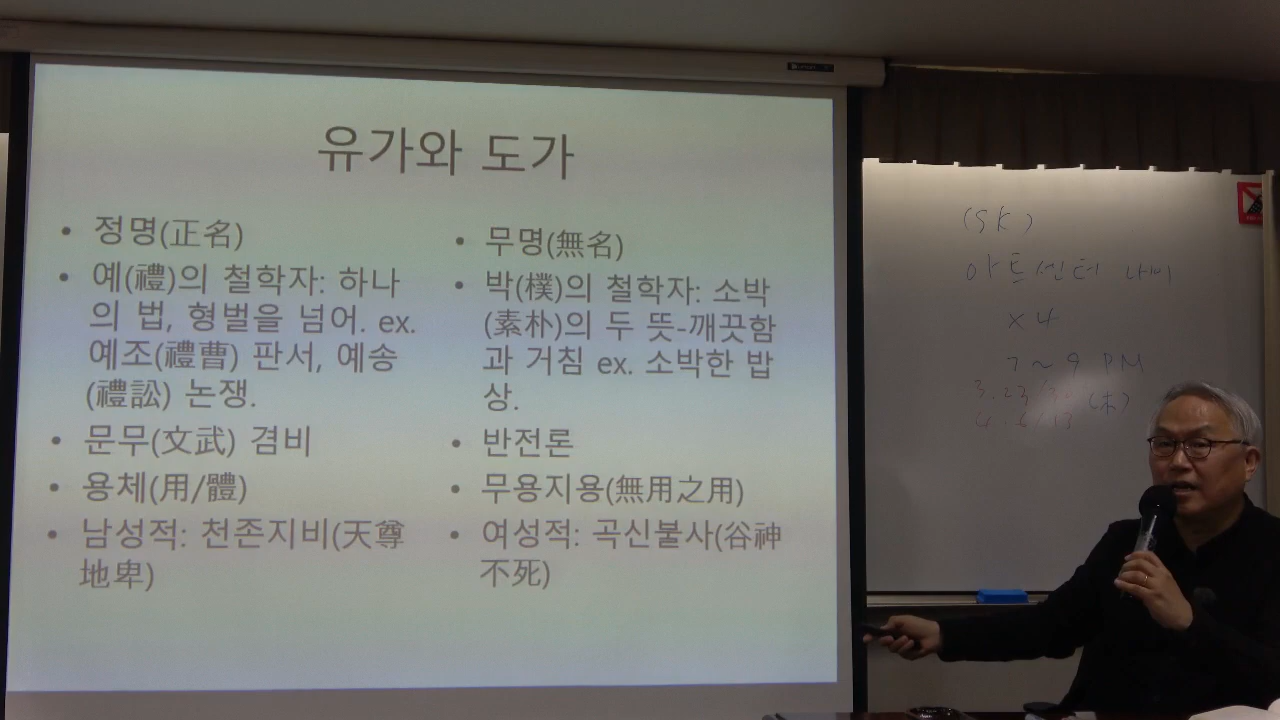 유가와 도가
• 정명(正名)
• 예(禮)의 철학자: 하나
의 법, 형벌을 넘어. ex.
예조(禮曹) 판서, 예송
(禮訟) 논쟁.
• 문무(文武) 겸비
• 용체(用/體)
• 남성적: 천존지비(天尊
地卑)
• 무명(無名)
• 박(樸)의 철학자: 소박
(素朴)의 두 뜻-깨끗함
과 거침 ex. 소박한 밥
상.
• 반전론
• 무용지용(無用之用)
• 여성적: 곡신불사(谷神
不死)
(SK)
아트센터 나비
× 나
7 ~ 9 PM
(木)